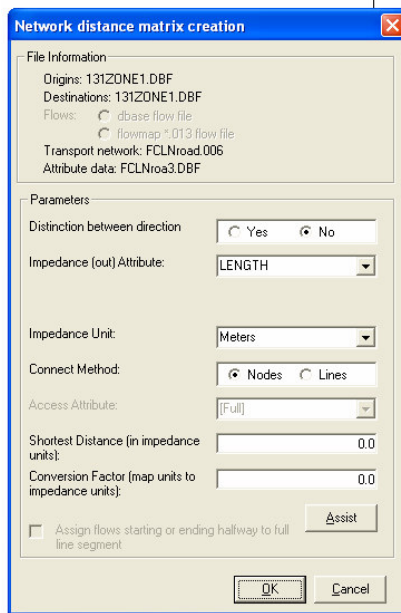 Network distance matrix creation
File Information
Origins: 131ZONE1.DBF
Destinations: 131ZONE1.DBF
Flows: dbase flow file
flowmap *.013 flow file
Transport network: FCLNroad.006
Attribute data: FCLNroa3.DBF
Parameters
Distinction between direction Yes No
Impedance (out) Attribute: LENGTH
Impedance Unit: Meters
Connect Method: Nodes Lines
Access Attribute: [Full]
Shortest Distance (in impedance
units): 0.0
Conversion Factor (map units to
impedance units): 0.0
Assist
Assign flows starting or ending halfway to full
line segment
OK Cancel